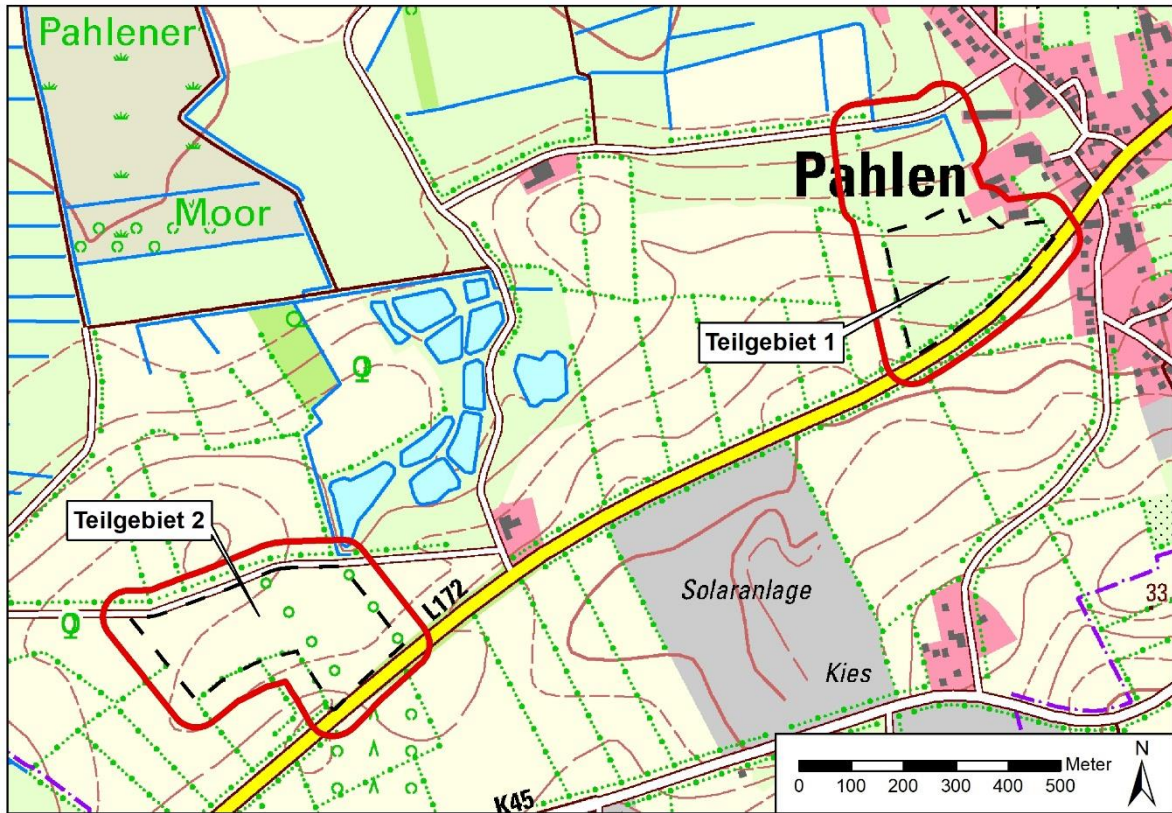 Pahlener
Moor
Pahlen
Teilgebiet 1
Teilgebiet 2
L172
Solaranlage
33
Kies
K45
Meter
0 100 200 300 400 500
N